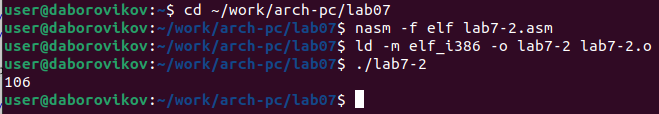 user@daborovikov:~$ cd ~/work/arch-pc/lab07
user@daborovikov:~/work/arch-pc/lab07$ nasm -f elf lab7-2.asm
user@daborovikov:~/work/arch-pc/lab07$ ld -m elf_i386 -o lab7-2 lab7-2.o
user@daborovikov:~/work/arch-pc/lab07$ ./lab7-2
106
user@daborovikov:~/work/arch-pc/lab07$